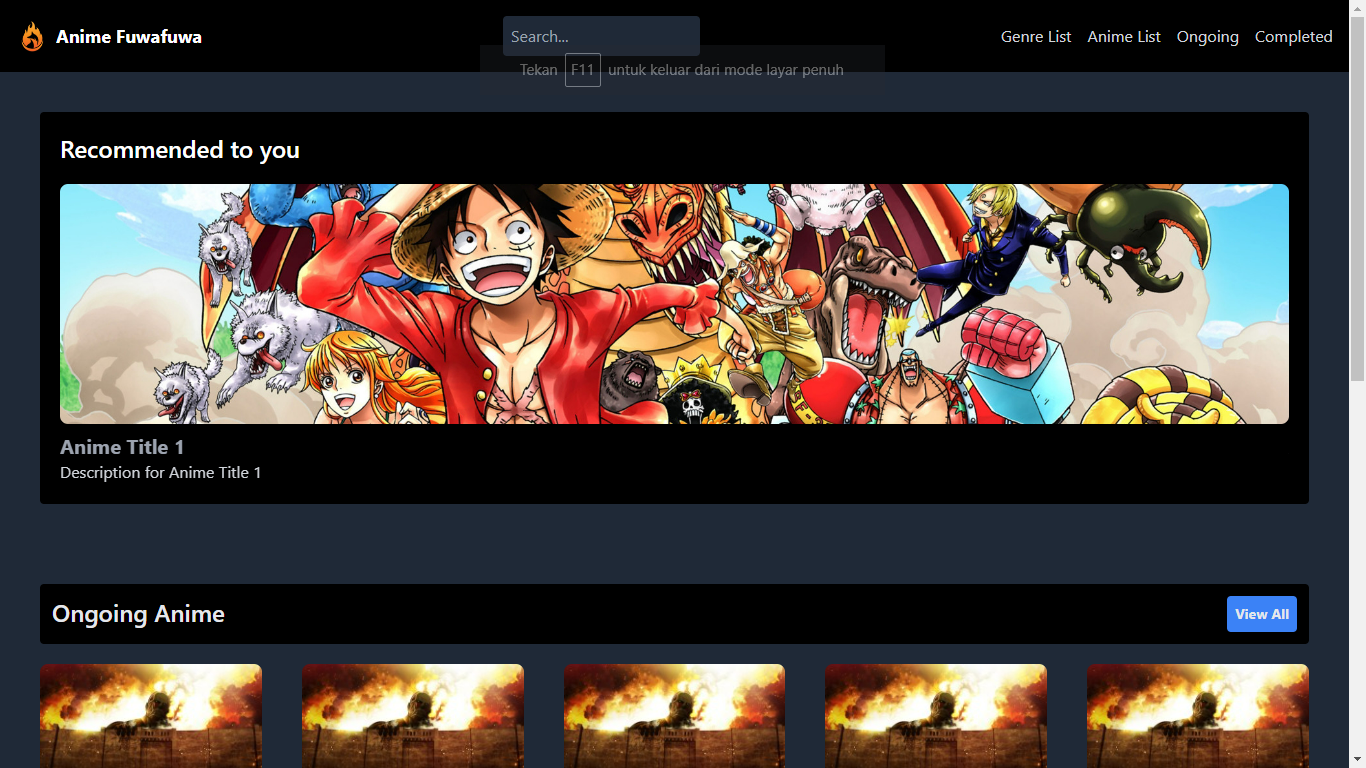 Anime Fuwafuwa
Search...
Genre List Anime List Ongoing Completed
Tekan F11 untuk keluar dari mode layar penuh
Recommended to you
Anime Title 1
Description for Anime Title 1
Ongoing Anime
View All